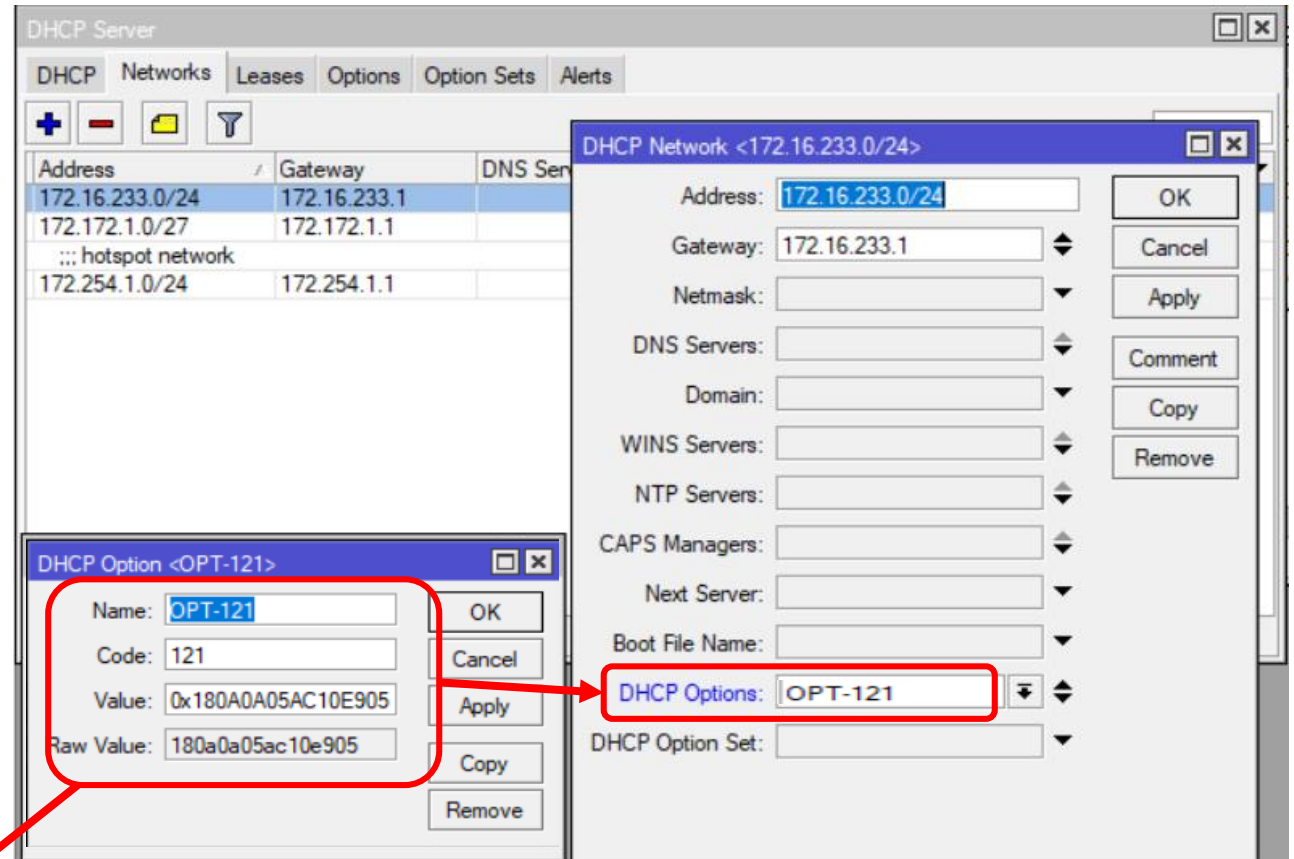 DHCP Server
DHCP Networks Leases Options Option Sets Alerts
Address Gateway DNS Serv
172.16.233.0/24 172.16.233.1
172.172.1.0/27 172.172.1.1
;;; hotspot network
172.254.1.0/24 172.254.1.1
DHCP Network <172.16.233.0/24>
Address: 172.16.233.0/24
OK
Gateway: 172.16.233.1
Cancel
Netmask:
Apply
DNS Servers:
Comment
Domain:
Copy
WINS Servers:
Remove
NTP Servers:
CAPS Managers:
Next Server:
Boot File Name:
DHCP Options: OPT-121
DHCP Option Set:
DHCP Option <OPT-121>
Name: OPT-121
OK
Code: 121
Cancel
Value: 0x180A0A05AC10E905
Apply
Raw Value: 180a0a05ac10e905
Copy
Remove